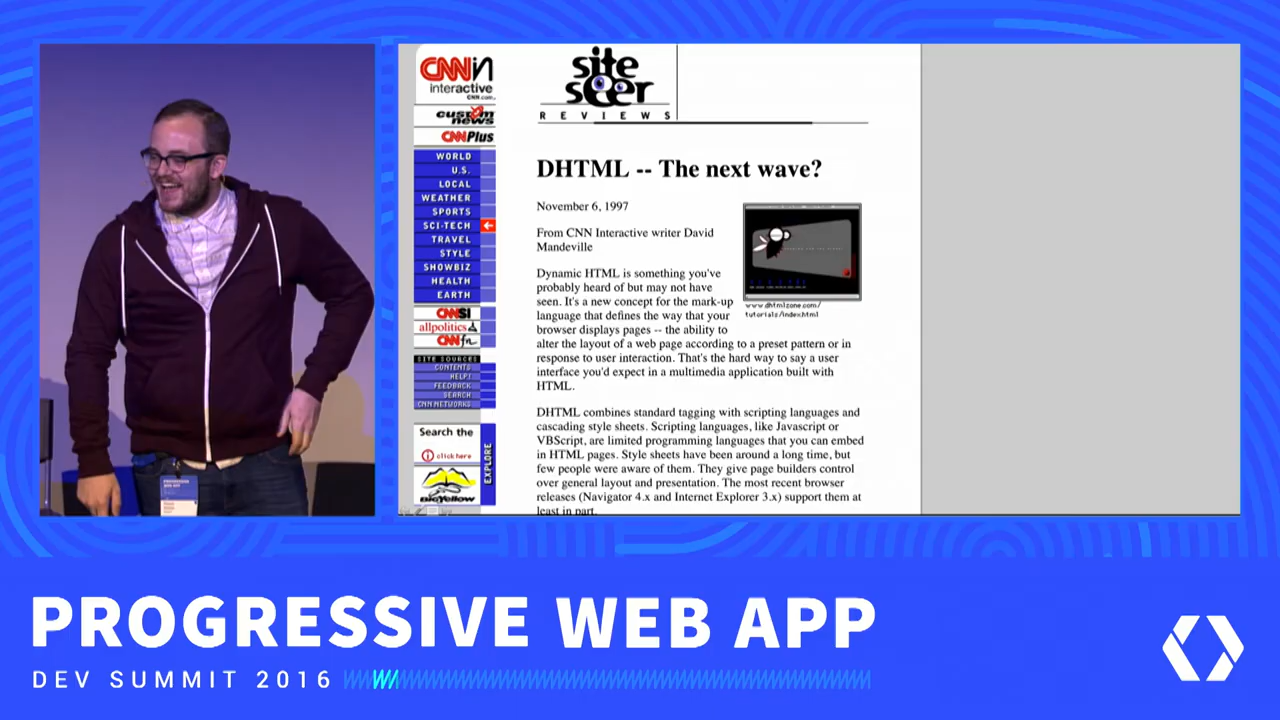 CNNin
interactive
CNN.com
custom
news
CNNPlus
WORLD
U.S.
LOCAL
WEATHER
SPORTS
SCI-TECH
TRAVEL
STYLE
SHOWBIZ
HEALTH
EARTH
CNNSI
allpolitics
CNNfn
SITE SOURCES
CONTENTS
HELP!
FEEDBACK
SEARCH
CNN NETWORKS
Search the
click here
BigYellow
EXPLORE
site
seer
REVIEWS
DHTML -- The next wave?
November 6, 1997
From CNN Interactive writer David
Mandeville
www.dhtmlzone.com/
tutorials/index.html
Dynamic HTML is something you've
probably heard of but may not have
seen. It's a new concept for the mark-up
language that defines the way that your
browser displays pages -- the ability to
alter the layout of a web page according to a preset pattern or in
response to user interaction. That's the hard way to say a user
interface you'd expect in a multimedia application built with
HTML.
DHTML combines standard tagging with scripting languages and
cascading style sheets. Scripting languages, like Javascript or
VBScript, are limited programming languages that you can embed
in HTML pages. Style sheets have been around a long time, but
few people were aware of them. They give page builders control
over general layout and presentation. The most recent browser
releases (Navigator 4.x and Internet Explorer 3.x) support them at
least in part.
PROGRESSIVE WEB APP
DEV SUMMIT 2016